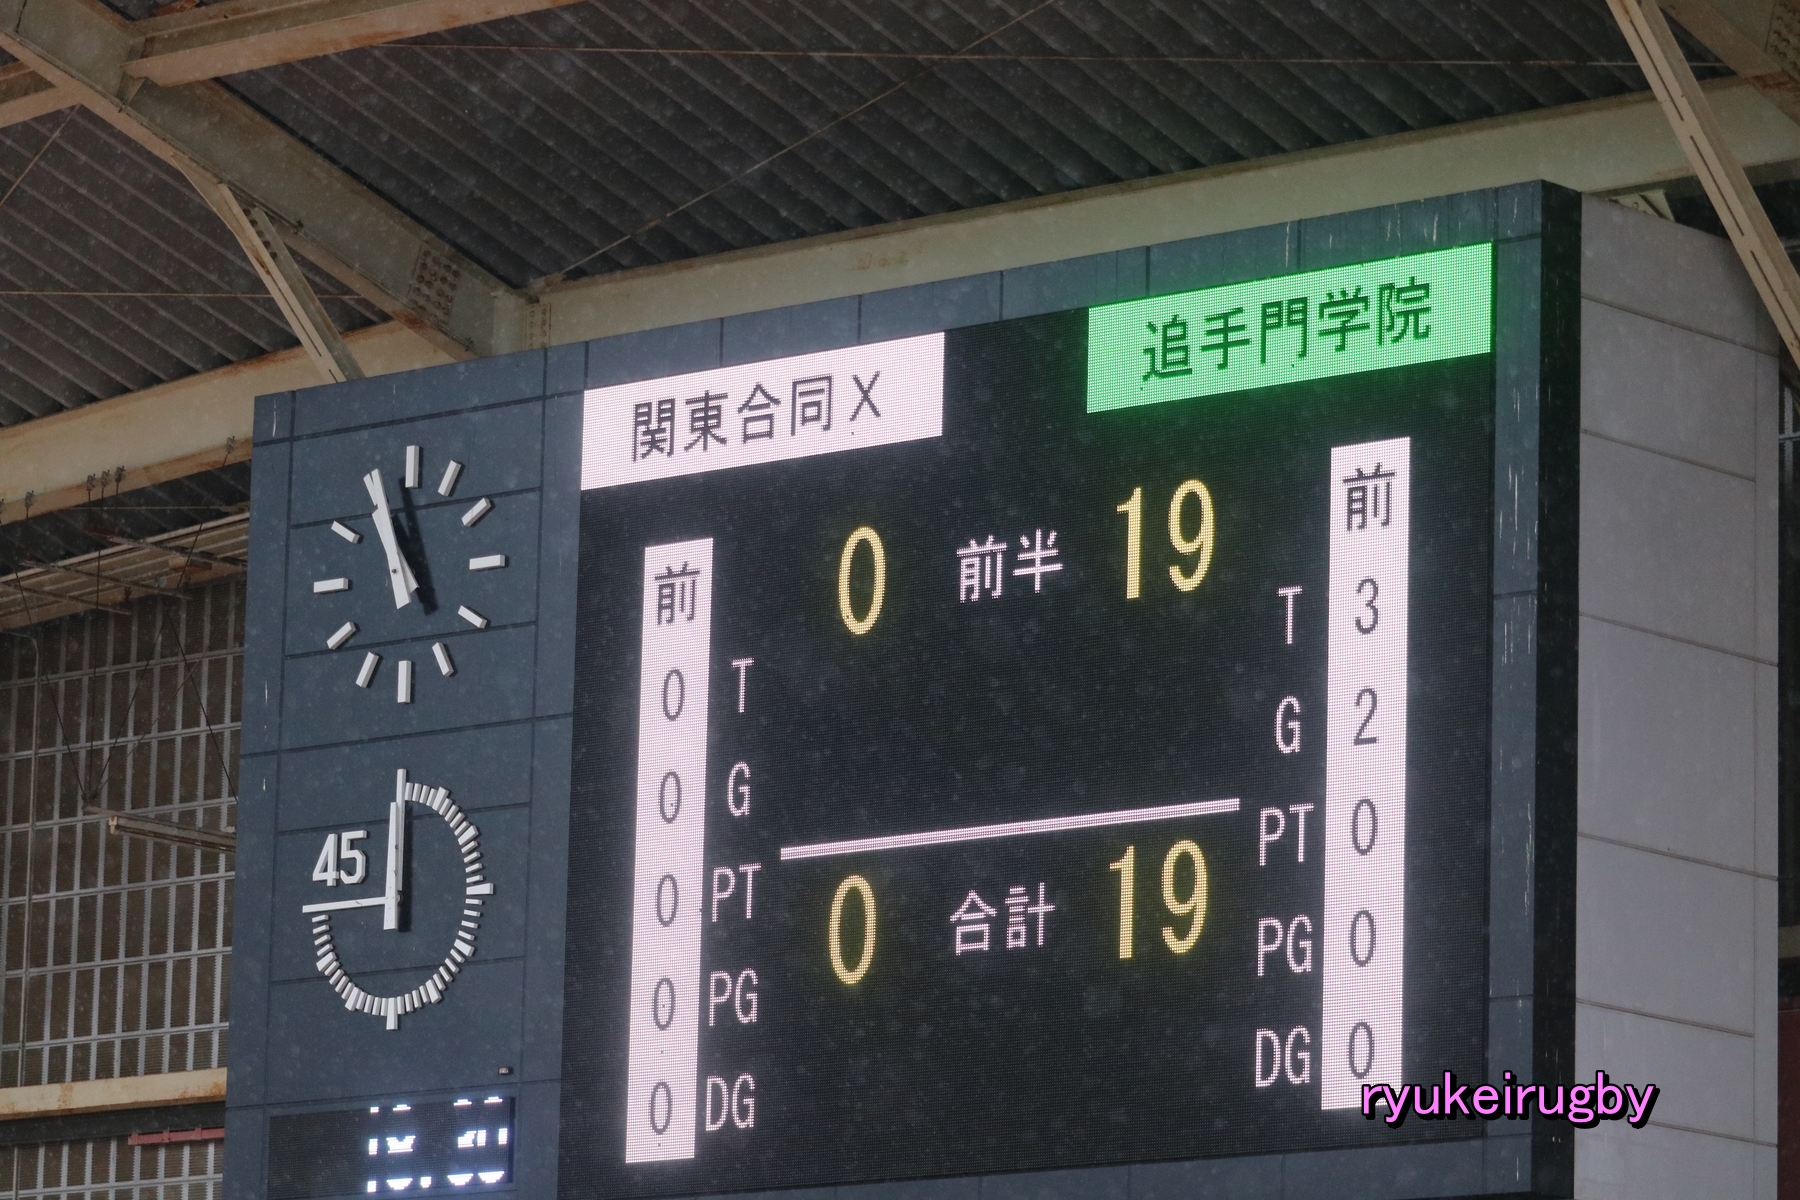 関東合同X 追手門学院
0 前半 19
前 前
0 T T 3
0 G G 2
0 PT PT 0
0 PG PG 0
0 DG DG 0
0 合計 19
45
ryukeirugby